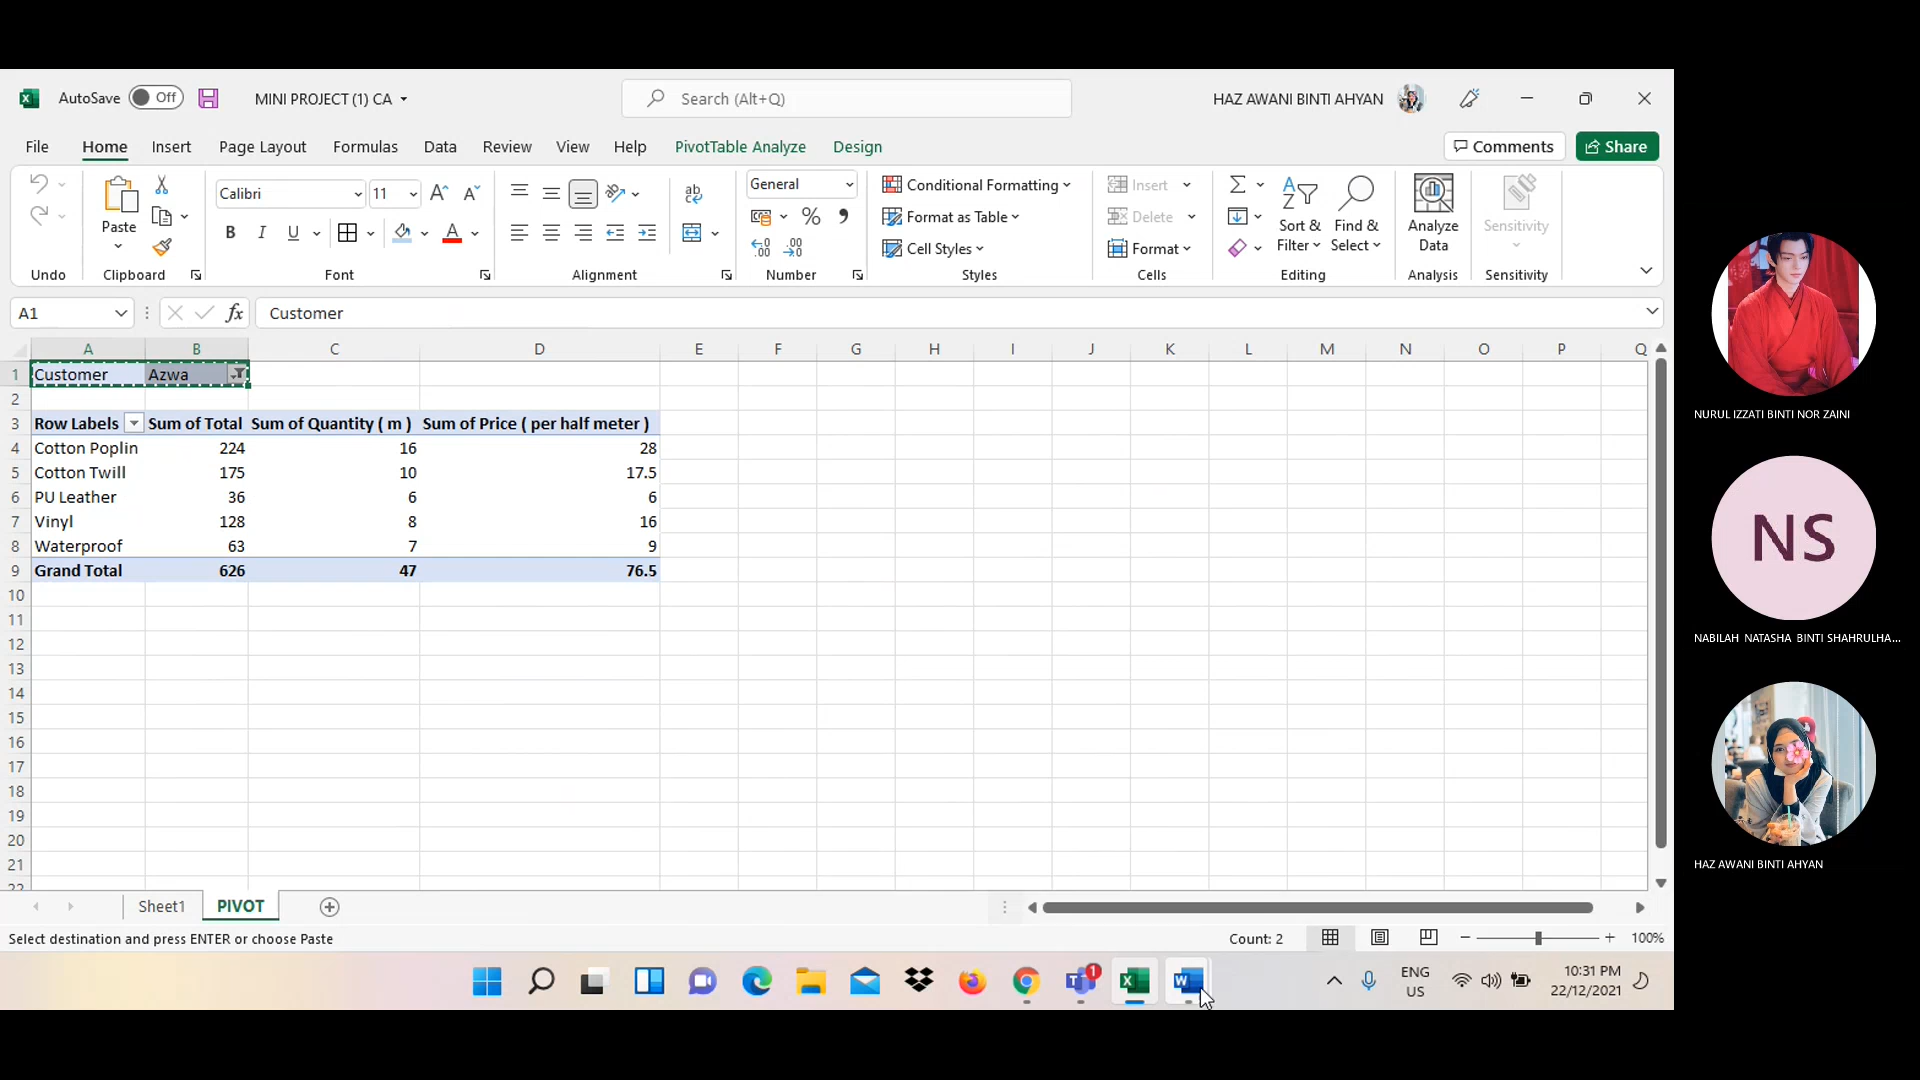 AutoSave Off MINI PROJECT (1) CA Search (Alt+Q) HAZ AWANI BINTI AHYAN
File Home Insert Page Layout Formulas Data Review View Help PivotTable Analyze Design Comments Share
Paste
Calibri 11
B I U A
ab
General
% 9
Conditional Formatting
Format as Table
Cell Styles
Insert
Delete
Format
Sort & Filter
Find & Select
Analyze Data
Sensitivity
Undo Clipboard Font Alignment Number Styles Cells Editing Analysis Sensitivity
A1 fx Customer
A B C D E F G H I J K L M N O P Q
1 Customer Azwa
2
3 Row Labels Sum of Total Sum of Quantity ( m ) Sum of Price ( per half meter )
4 Cotton Poplin 224 16 28
5 Cotton Twill 175 10 17.5
6 PU Leather 36 6 6
7 Vinyl 128 8 16
8 Waterproof 63 7 9
9 Grand Total 626 47 76.5
10
11
12
13
14
15
16
17
18
19
20
21
22
Sheet1 PIVOT
Select destination and press ENTER or choose Paste Count: 2 100%
1
ENG
US
10:31 PM
22/12/2021
NURUL IZZATI BINTI NOR ZAINI
NS
NABILAH NATASHA BINTI SHAHRULHA...
HAZ AWANI BINTI AHYAN